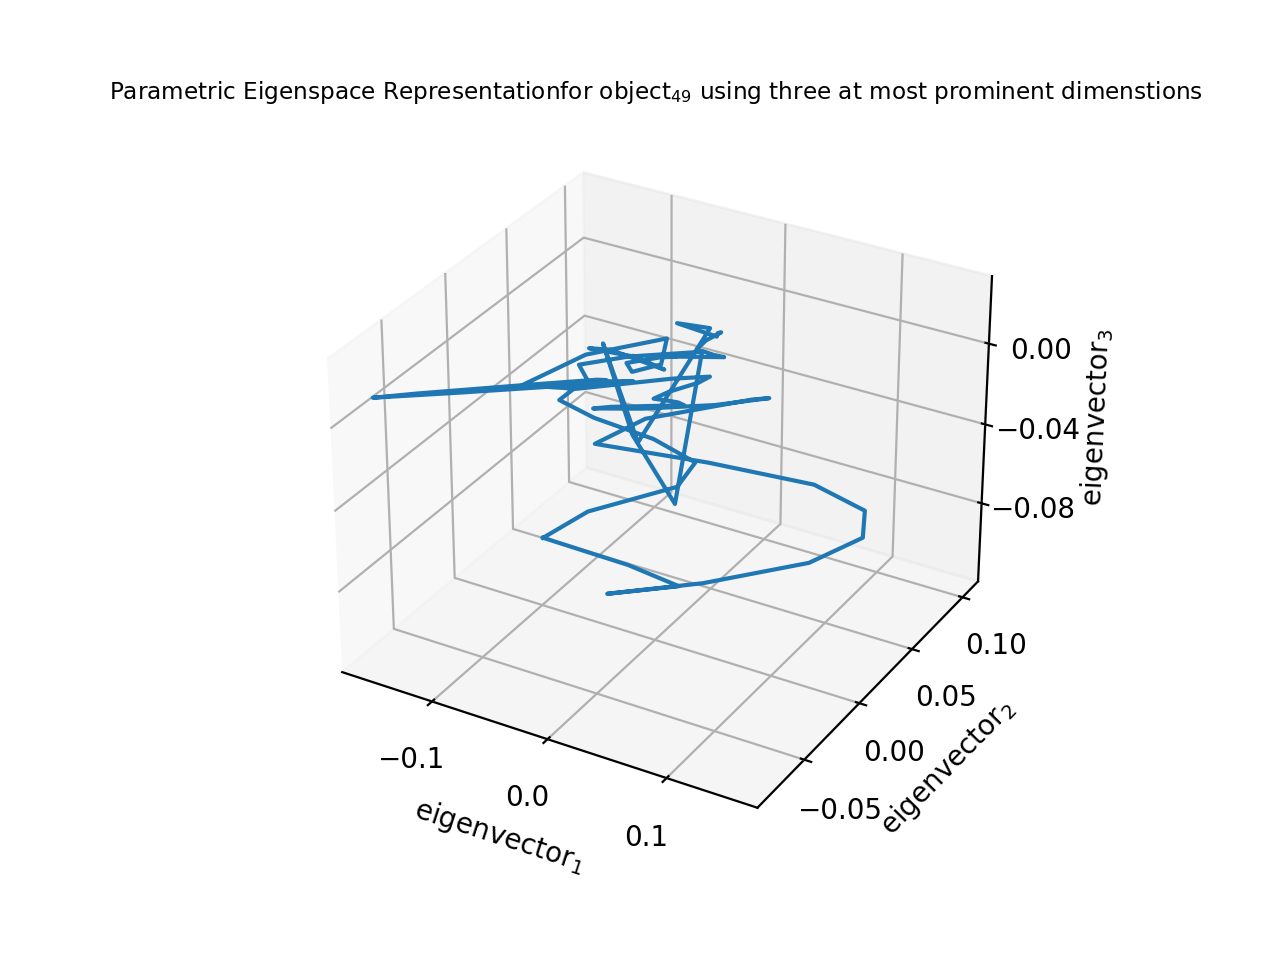 Parametric Eigenspace Representationfor object₄₉ using three at most prominent dimenstions
0.00
−0.04
−0.08
eigenvector₃
0.10
0.05
0.00
−0.05
eigenvector₂
−0.1
0.0
0.1
eigenvector₁